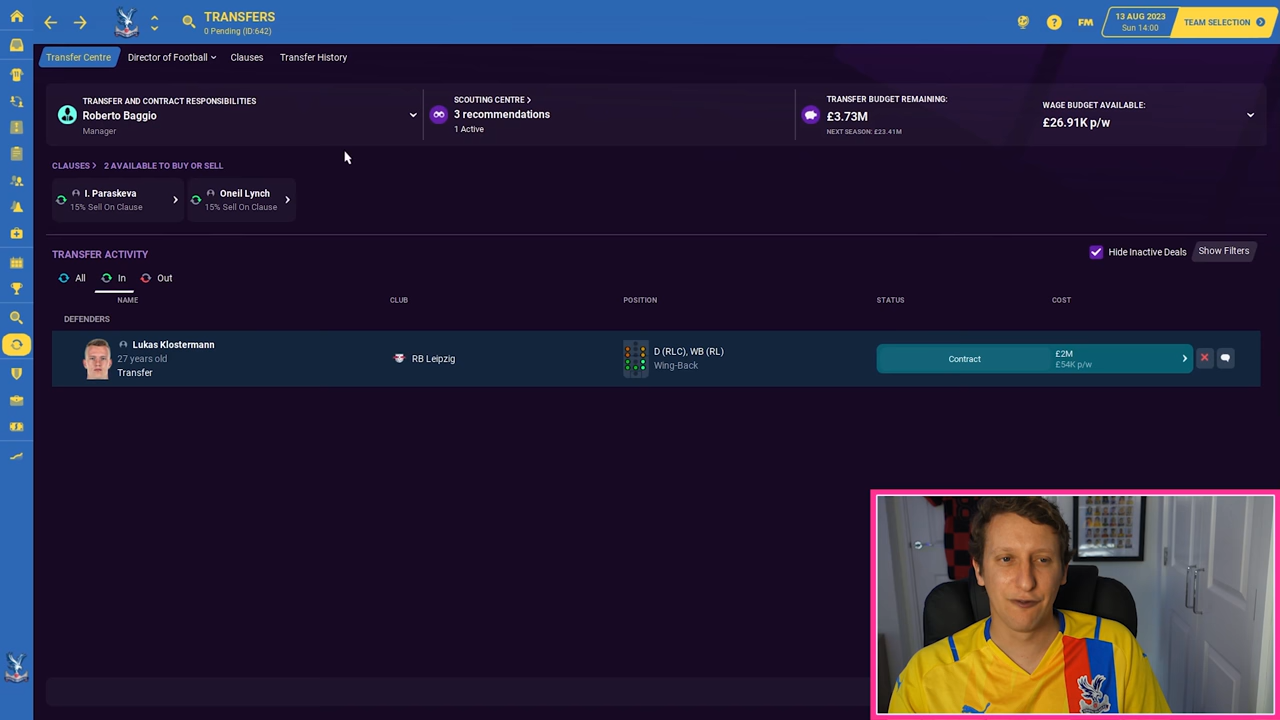 TRANSFERS
0 Pending (ID:642)
FM
13 AUG 2023
Sun 14:00
TEAM SELECTION
Transfer Centre
Director of Football
Clauses
Transfer History
TRANSFER AND CONTRACT RESPONSIBILITIES
Roberto Baggio
Manager
SCOUTING CENTRE
3 recommendations
1 Active
TRANSFER BUDGET REMAINING:
£3.73M
NEXT SEASON: £23.41M
WAGE BUDGET AVAILABLE:
£26.91K p/w
CLAUSES 2 AVAILABLE TO BUY OR SELL
I. Paraskeva
15% Sell On Clause
Oneil Lynch
15% Sell On Clause
TRANSFER ACTIVITY
Hide Inactive Deals
Show Filters
All
In
Out
NAME
CLUB
POSITION
STATUS
COST
DEFENDERS
Lukas Klostermann
27 years old
Transfer
RB Leipzig
D (RLC), WB (RL)
Wing-Back
Contract
£2M
£54K p/w